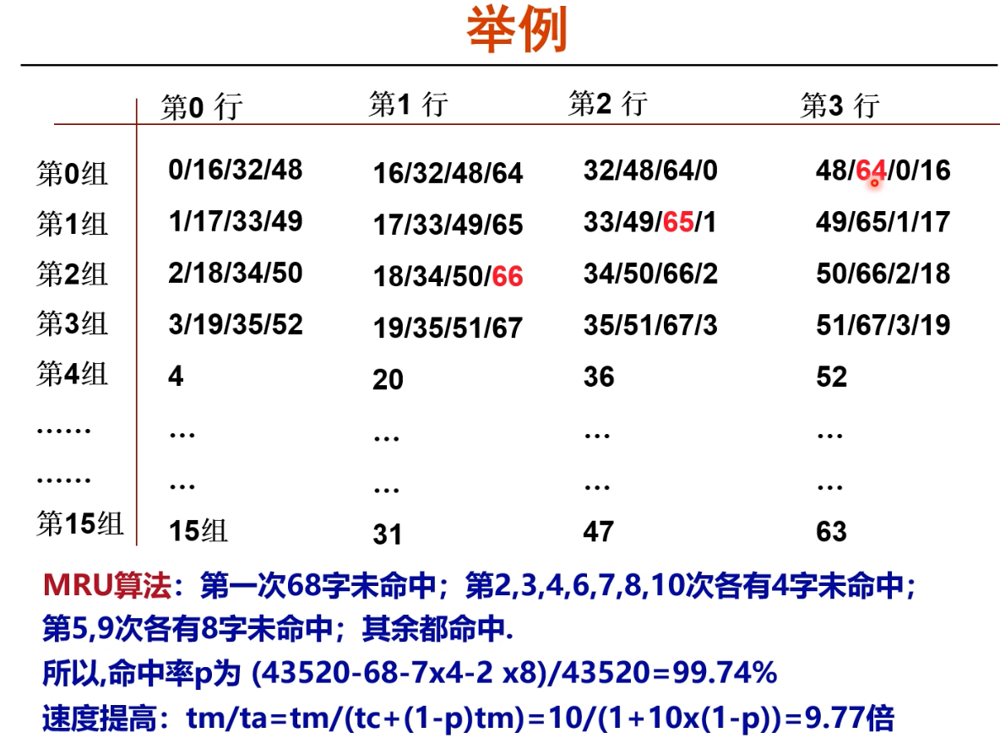 举例
第0 行 第1 行 第2 行 第3 行
第0组 0/16/32/48 16/32/48/64 32/48/64/0 48/64/0/16
第1组 1/17/33/49 17/33/49/65 33/49/65/1 49/65/1/17
第2组 2/18/34/50 18/34/50/66 34/50/66/2 50/66/2/18
第3组 3/19/35/52 19/35/51/67 35/51/67/3 51/67/3/19
第4组 4 20 36 52
…… … … … …
…… … … … …
第15组 15组 31 47 63
MRU算法：第一次68字未命中；第2,3,4,6,7,8,10次各有4字未命中；
第5,9次各有8字未命中；其余都命中.
所以,命中率p为 (43520-68-7x4-2 x8)/43520=99.74%
速度提高：tm/ta=tm/(tc+(1-p)tm)=10/(1+10x(1-p))=9.77倍